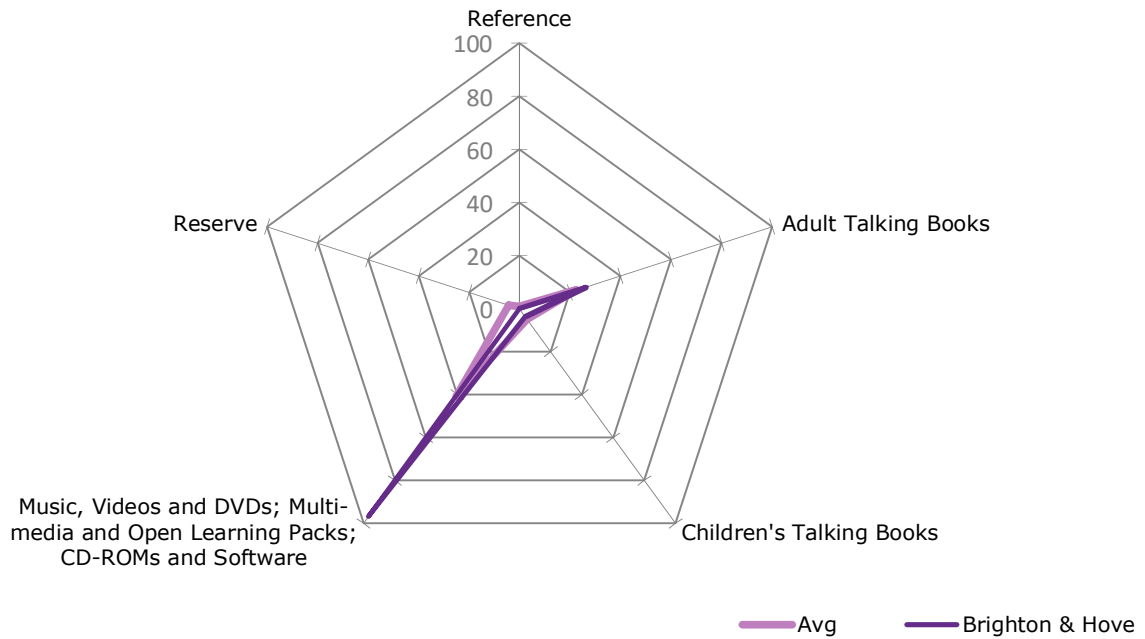 Reference
100
80
60
40
20
0
Reserve
Adult Talking Books
Music, Videos and DVDs; Multi-
media and Open Learning Packs;
CD-ROMs and Software
Children's Talking Books
Avg
Brighton & Hove